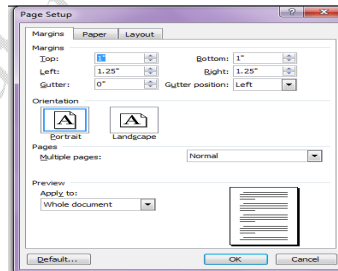 Page Setup
Margins Paper Layout
Margins
Top: 1" Bottom: 1"
Left: 1.25" Right: 1.25"
Gutter: 0" Gutter position: Left
Orientation
A A
Portrait Landscape
Pages
Multiple pages: Normal
Preview
Apply to:
Whole document
Default... OK Cancel